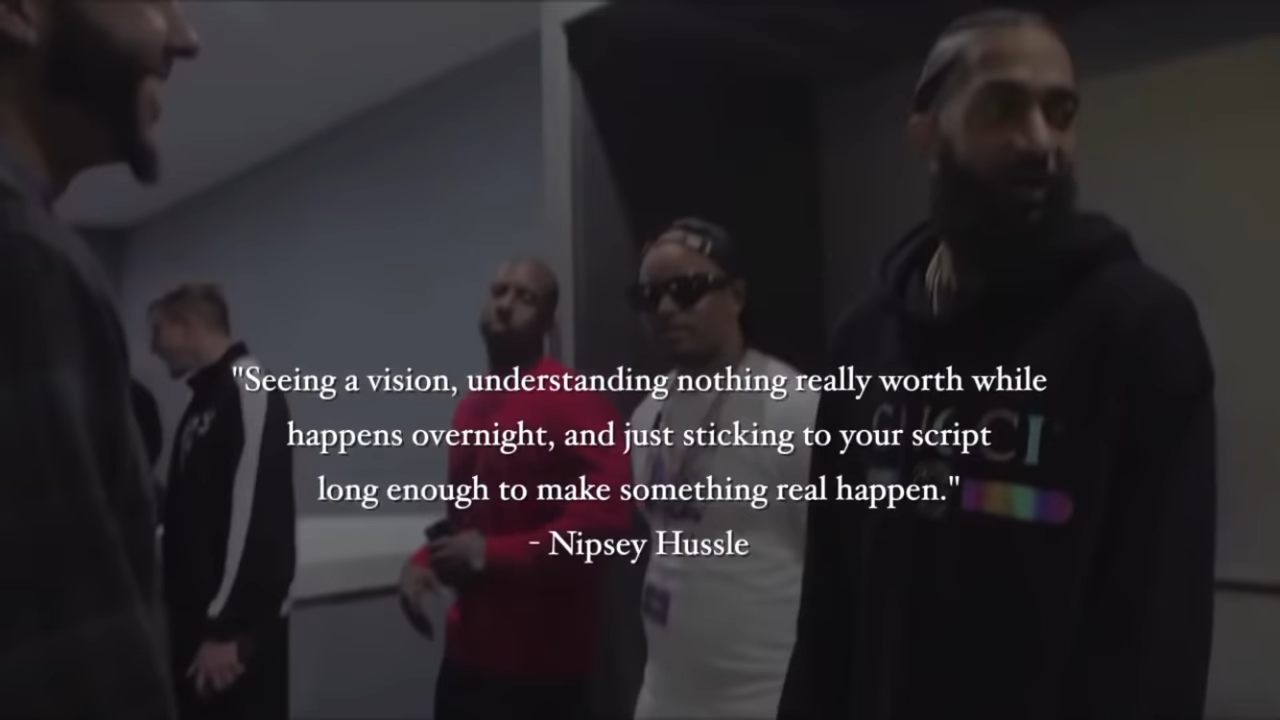 "Seeing a vision, understanding nothing really worth while
happens overnight, and just sticking to your script
long enough to make something real happen."
- Nipsey Hussle
GUCCI